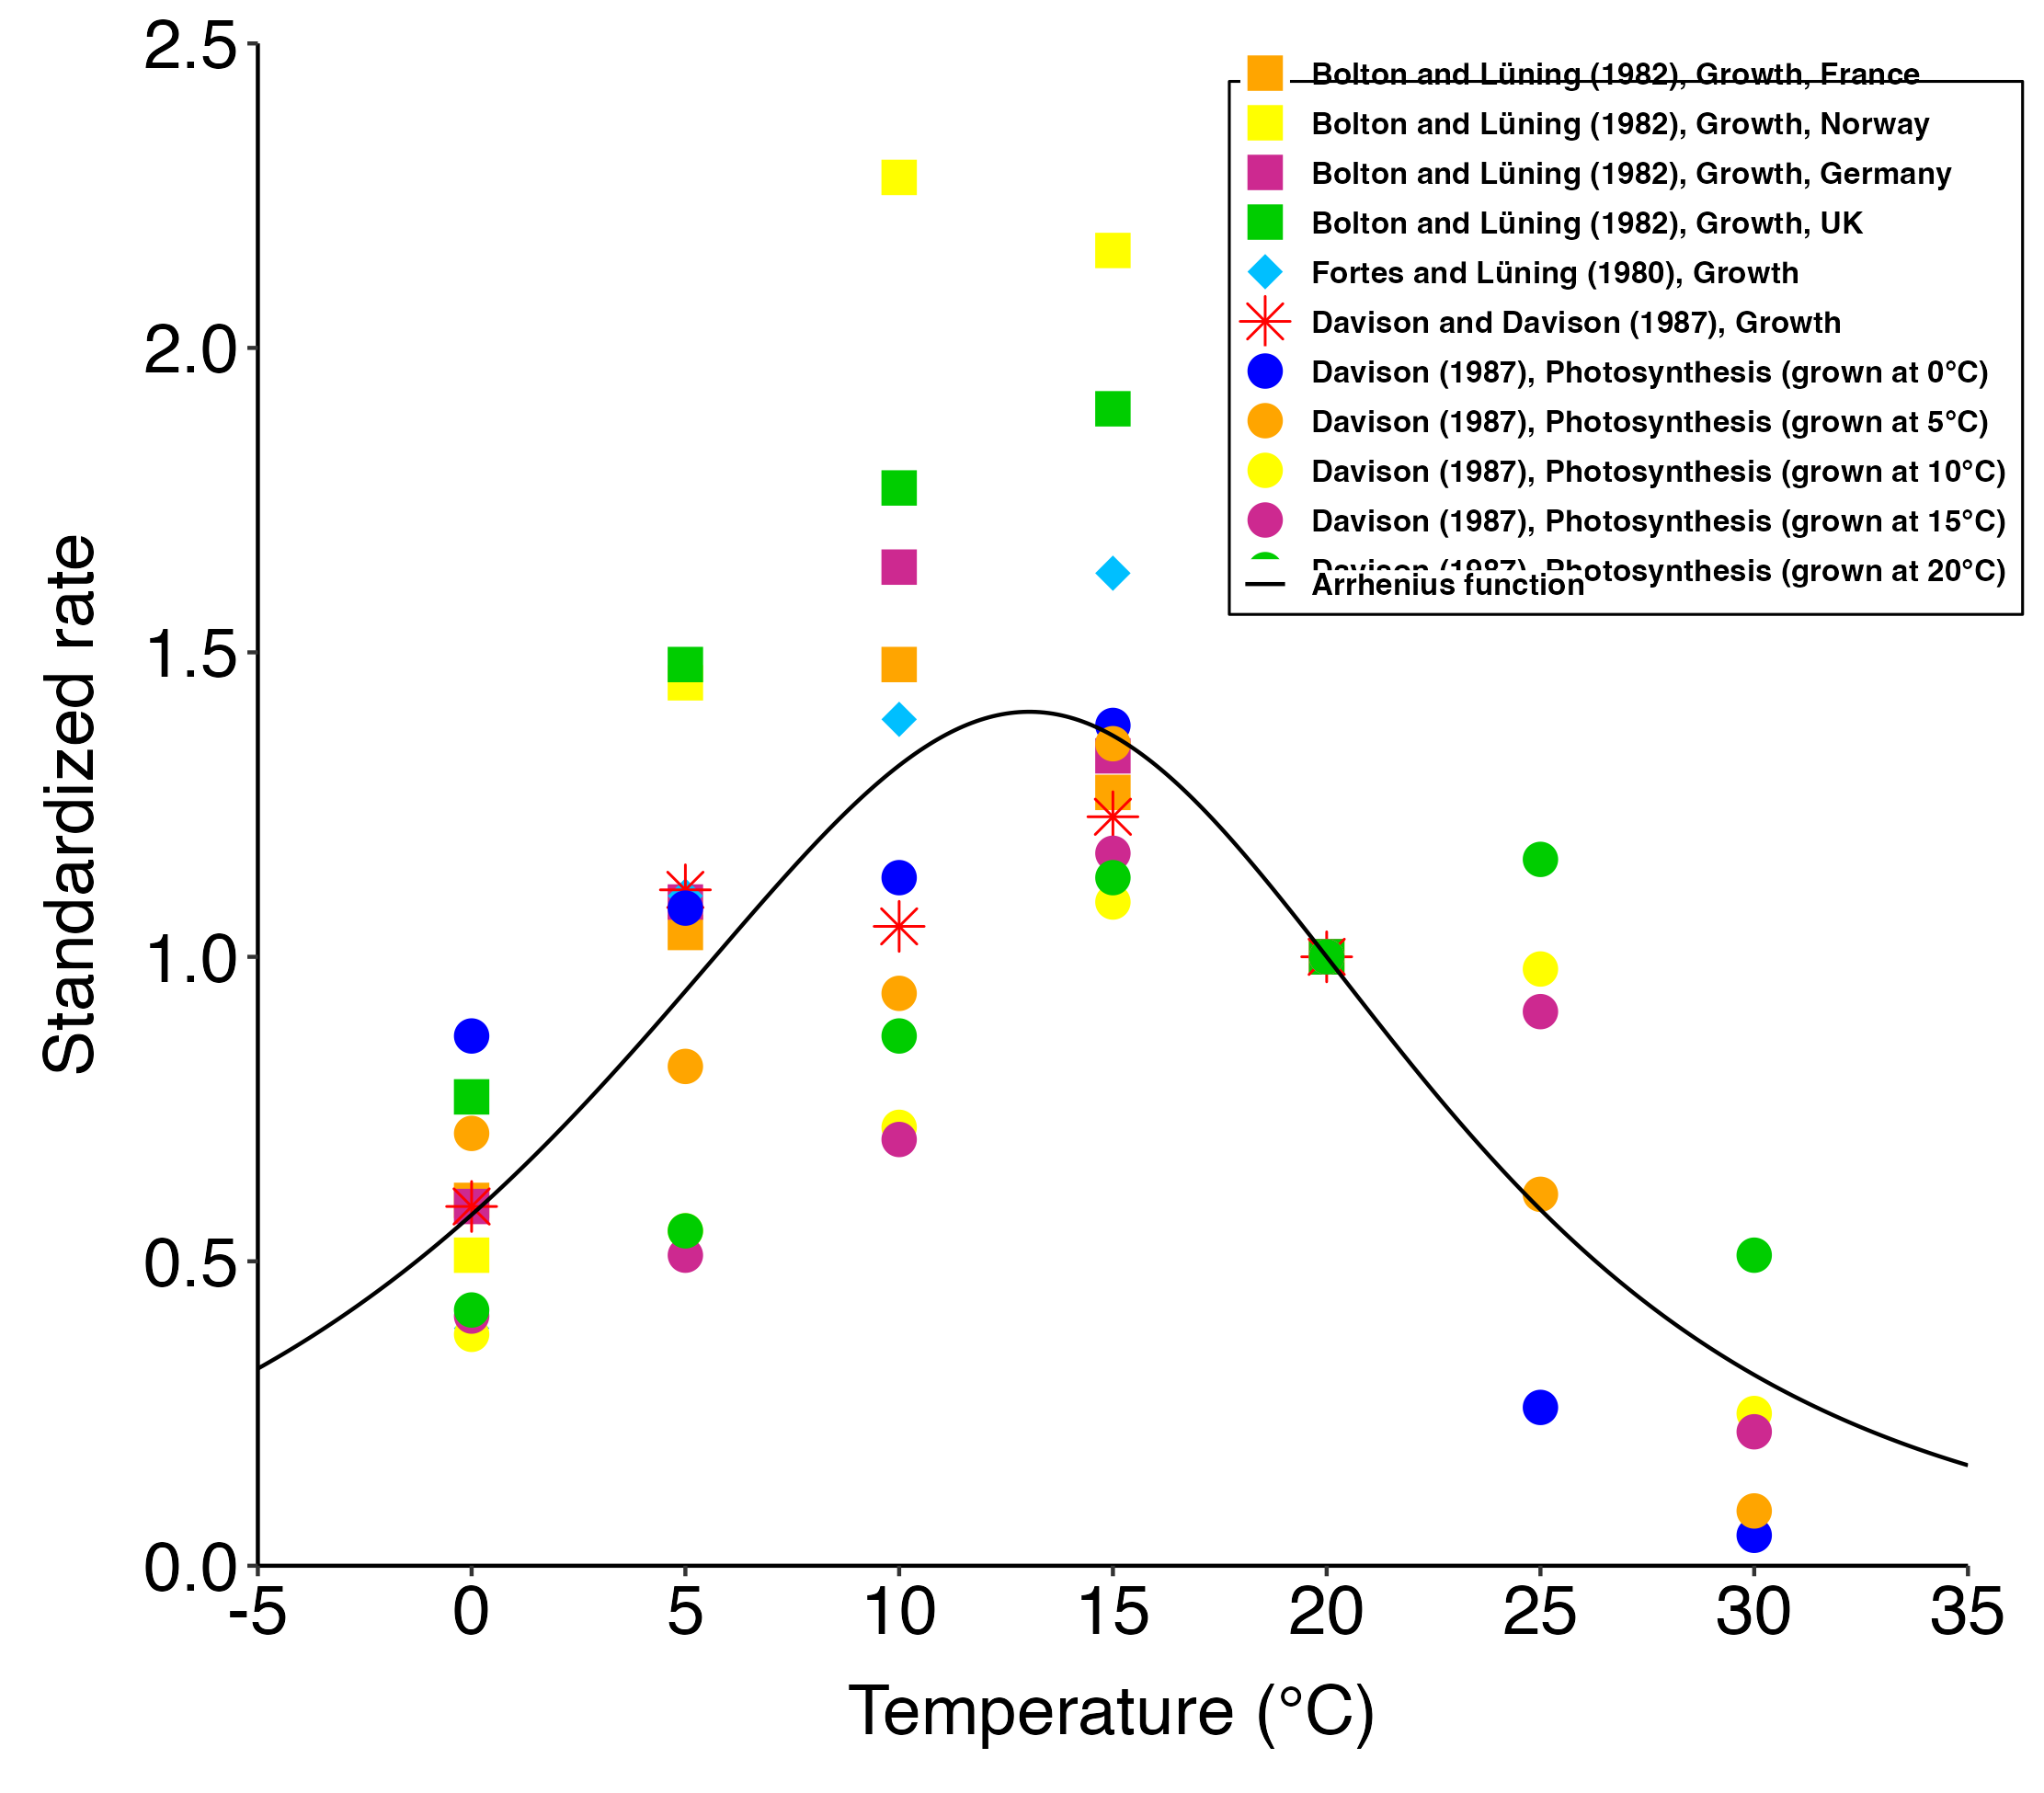 2.5
2.0
1.5
1.0
0.5
0.0
Standardized rate
-5 0 5 10 15 20 25 30 35
Temperature (°C)
Bolton and Lüning (1982), Growth, France
Bolton and Lüning (1982), Growth, Norway
Bolton and Lüning (1982), Growth, Germany
Bolton and Lüning (1982), Growth, UK
Fortes and Lüning (1980), Growth
Davison and Davison (1987), Growth
Davison (1987), Photosynthesis (grown at 0°C)
Davison (1987), Photosynthesis (grown at 5°C)
Davison (1987), Photosynthesis (grown at 10°C)
Davison (1987), Photosynthesis (grown at 15°C)
Davison (1987), Photosynthesis (grown at 20°C)
Arrhenius function